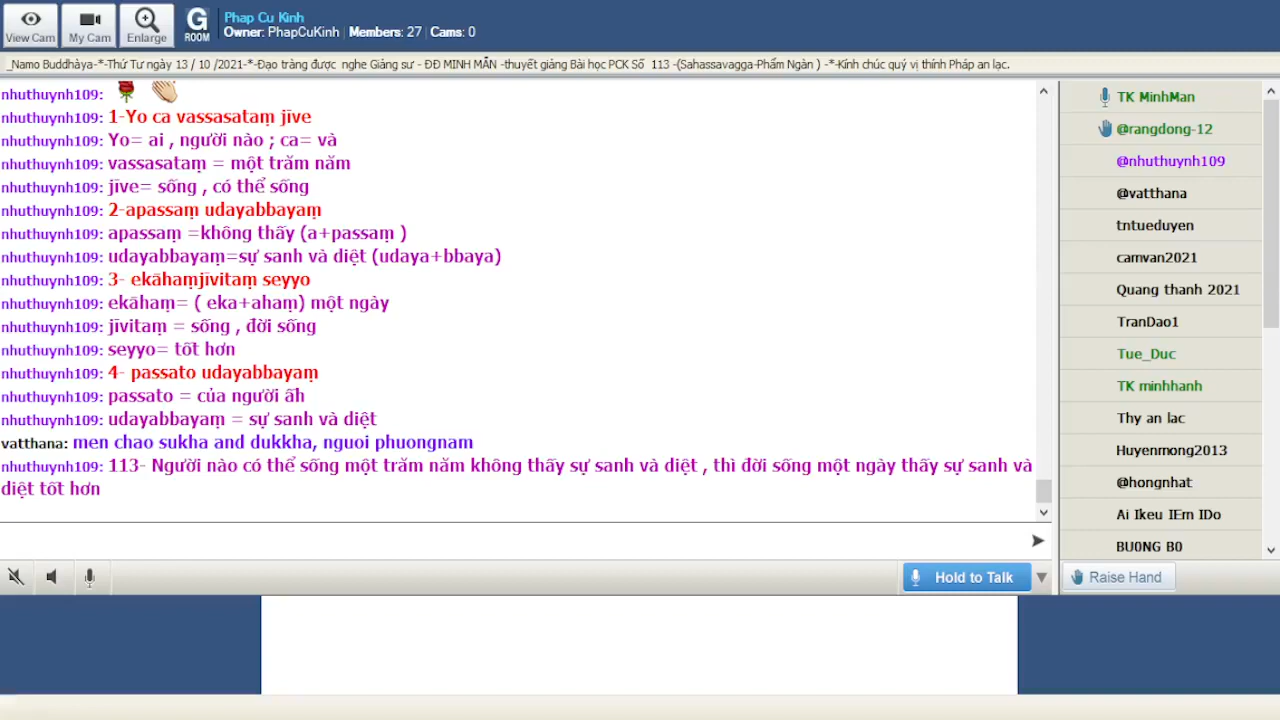 View Cam
My Cam
Enlarge
G
ROOM
Phap Cu Kinh
Owner: PhapCuKinh | Members: 27 | Cams: 0
_Namo Buddhàya-*-Thứ Tư ngày 13 / 10 /2021-*-Đạo tràng được nghe Giảng sư - ĐĐ MINH MẪN -thuyết giảng Bài học PCK Số 113 -(Sahassavagga-Phẩm Ngàn ) -*-Kính chúc quý vị thính Pháp an lạc.
nhuthuynh109:
nhuthuynh109: 1-Yo ca vassasataṃ jīve
nhuthuynh109: Yo= ai , người nào ; ca= và
nhuthuynh109: vassasataṃ = một trăm năm
nhuthuynh109: jīve= sống , có thể sống
nhuthuynh109: 2-apassaṃ udayabbayaṃ
nhuthuynh109: apassaṃ =không thấy (a+passaṃ )
nhuthuynh109: udayabbayaṃ=sự sanh và diệt (udaya+bbaya)
nhuthuynh109: 3- ekāhaṃjīvitaṃ seyyo
nhuthuynh109: ekāhaṃ= ( eka+ahaṃ) một ngày
nhuthuynh109: jīvitaṃ = sống , đời sống
nhuthuynh109: seyyo= tốt hơn
nhuthuynh109: 4- passato udayabbayaṃ
nhuthuynh109: passato = của người ấh
nhuthuynh109: udayabbayaṃ = sự sanh và diệt
vatthana: men chao sukha and dukkha, nguoi phuongnam
nhuthuynh109: 113- Người nào có thể sống một trăm năm không thấy sự sanh và diệt , thì đời sống một ngày thấy sự sanh và
diệt tốt hơn
Hold to Talk
TK MinhMan
@rangdong-12
@nhuthuynh109
@vatthana
tntueduyen
camvan2021
Quang thanh 2021
TranDao1
Tue_Duc
TK minhhanh
Thy an lac
Huyenmong2013
@hongnhat
Ai Ikeu IEm IDo
BU0NG B0
Raise Hand